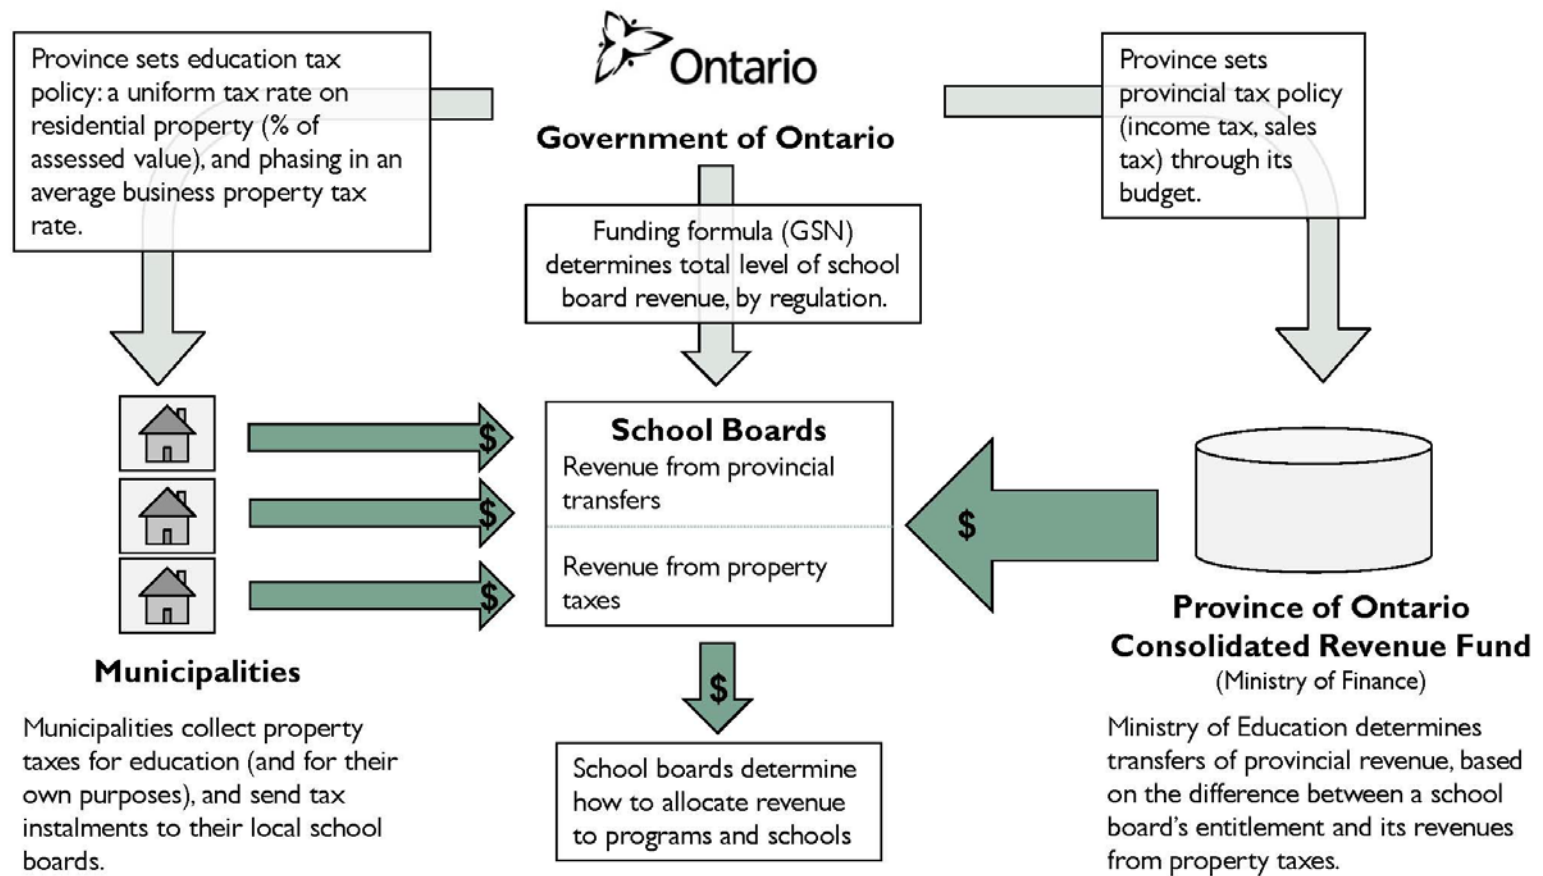 Province sets education tax
policy: a uniform tax rate on
residential property (% of
assessed value), and phasing in an
average business property tax
rate.
Ontario
Government of Ontario
Province sets
provincial tax policy
(income tax, sales
tax) through its
budget.
Funding formula (GSN)
determines total level of school
board revenue, by regulation.
$
$
$
School Boards
Revenue from provincial
transfers
Revenue from property
taxes
$
$
Municipalities
Municipalities collect property
taxes for education (and for their
own purposes), and send tax
instalments to their local school
boards.
School boards determine
how to allocate revenue
to programs and schools
Province of Ontario
Consolidated Revenue Fund
(Ministry of Finance)
Ministry of Education determines
transfers of provincial revenue, based
on the difference between a school
board's entitlement and its revenues
from property taxes.